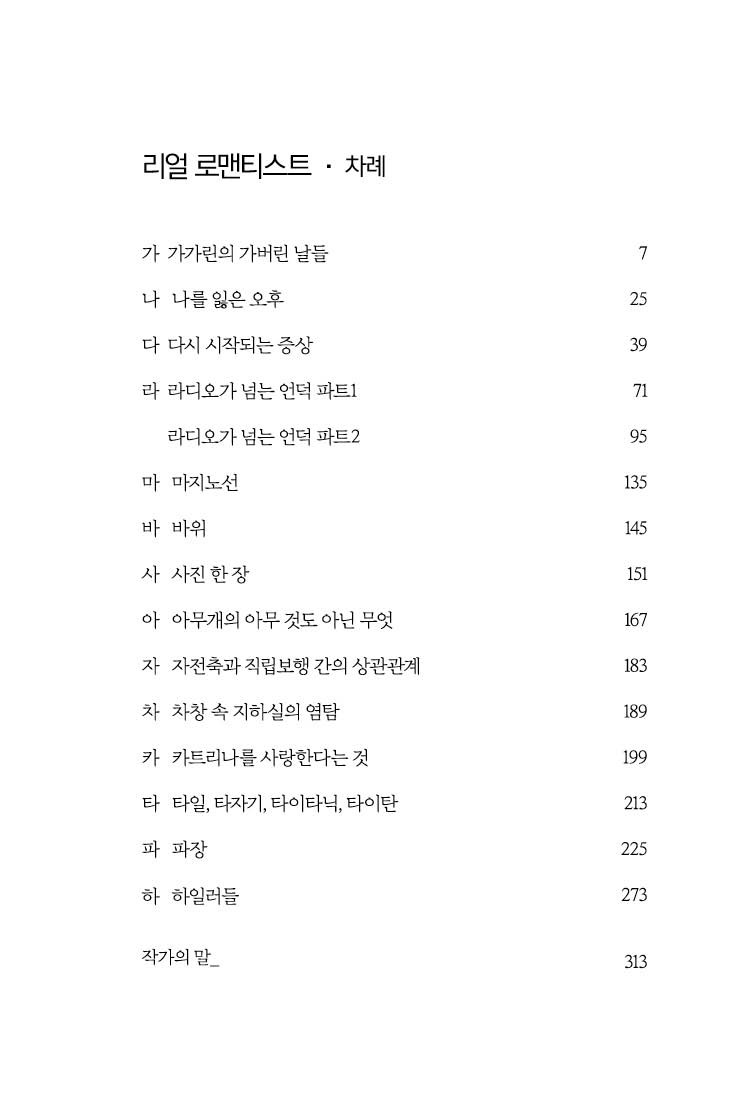 리얼 로맨티스트 · 차례
가 가가린의 가버린 날들 7
나 나를 잃은 오후 25
다 다시 시작되는 증상 39
라 라디오가 넘는 언덕 파트1 71
라디오가 넘는 언덕 파트2 95
마 마지노선 135
바 바위 145
사 사진 한 장 151
아 아무개의 아무 것도 아닌 무엇 167
자 자전축과 직립보행 간의 상관관계 183
차 차창 속 지하실의 염탐 189
카 카트리나를 사랑한다는 것 199
타 타일, 타자기, 타이타닉, 타이탄 213
파 파장 225
하 하일러들 273
작가의 말_ 313